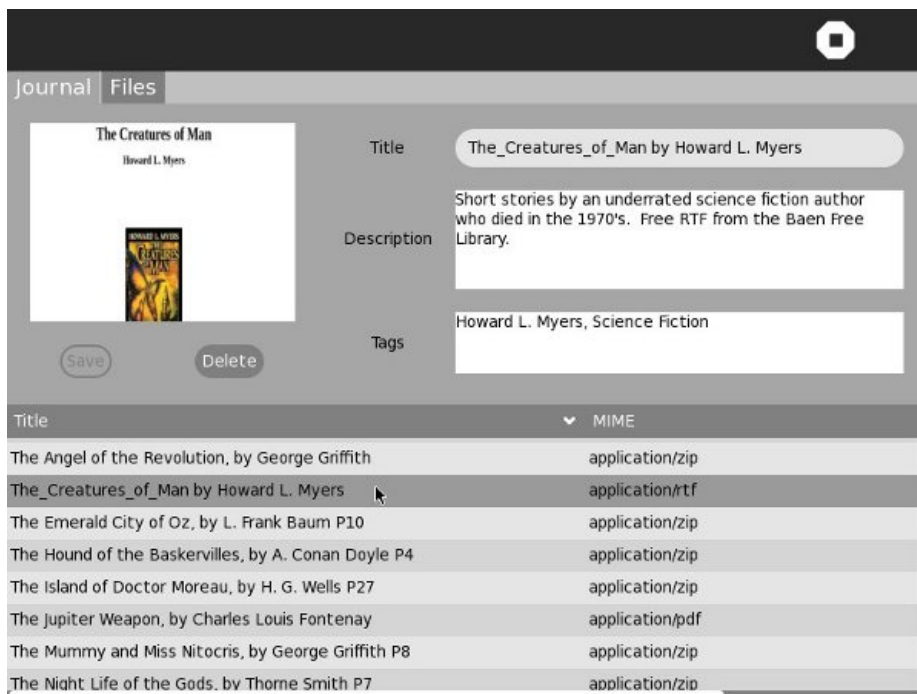 Journal Files
The Creatures of Man
Howard L. Myers
HOWARD L. MYERS
THE
CREATURES
OF MAN
Save Delete
Title The_Creatures_of_Man by Howard L. Myers
Description
Short stories by an underrated science fiction author
who died in the 1970's. Free RTF from the Baen Free
Library.
Tags
Howard L. Myers, Science Fiction
Title MIME
The Angel of the Revolution, by George Griffith application/zip
The_Creatures_of_Man by Howard L. Myers application/rtf
The Emerald City of Oz, by L. Frank Baum P10 application/zip
The Hound of the Baskervilles, by A. Conan Doyle P4 application/zip
The Island of Doctor Moreau, by H. G. Wells P27 application/zip
The Jupiter Weapon, by Charles Louis Fontenay application/pdf
The Mummy and Miss Nitocris, by George Griffith P8 application/zip
The Night Life of the Gods, by Thorne Smith P7 application/zip